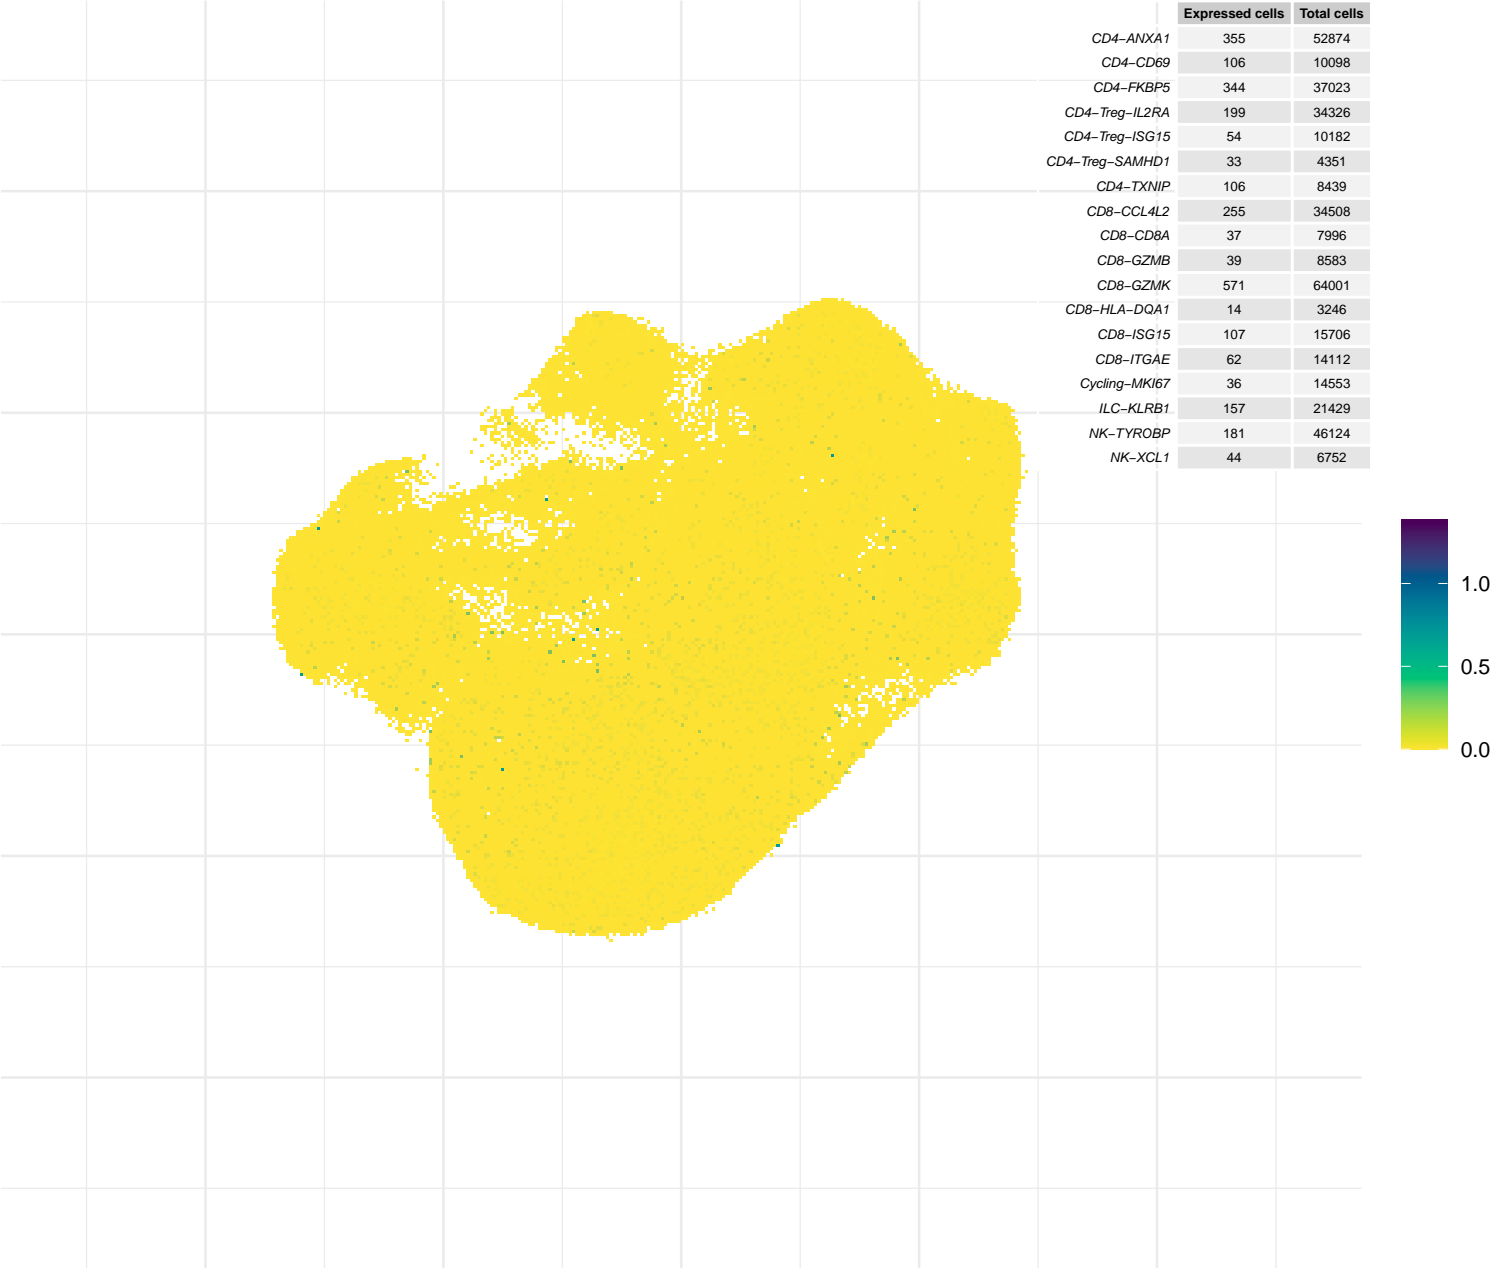 Expressed cells Total cells
CD4−ANXA1 355 52874
CD4−CD69 106 10098
CD4−FKBP5 344 37023
CD4−Treg−IL2RA 199 34326
CD4−Treg−ISG15 54 10182
CD4−Treg−SAMHD1 33 4351
CD4−TXNIP 106 8439
CD8−CCL4L2 255 34508
CD8−CD8A 37 7996
CD8−GZMB 39 8583
CD8−GZMK 571 64001
CD8−HLA−DQA1 14 3246
CD8−ISG15 107 15706
CD8−ITGAE 62 14112
Cycling−MKI67 36 14553
ILC−KLRB1 157 21429
NK−TYROBP 181 46124
NK−XCL1 44 6752
1.0
0.5
0.0